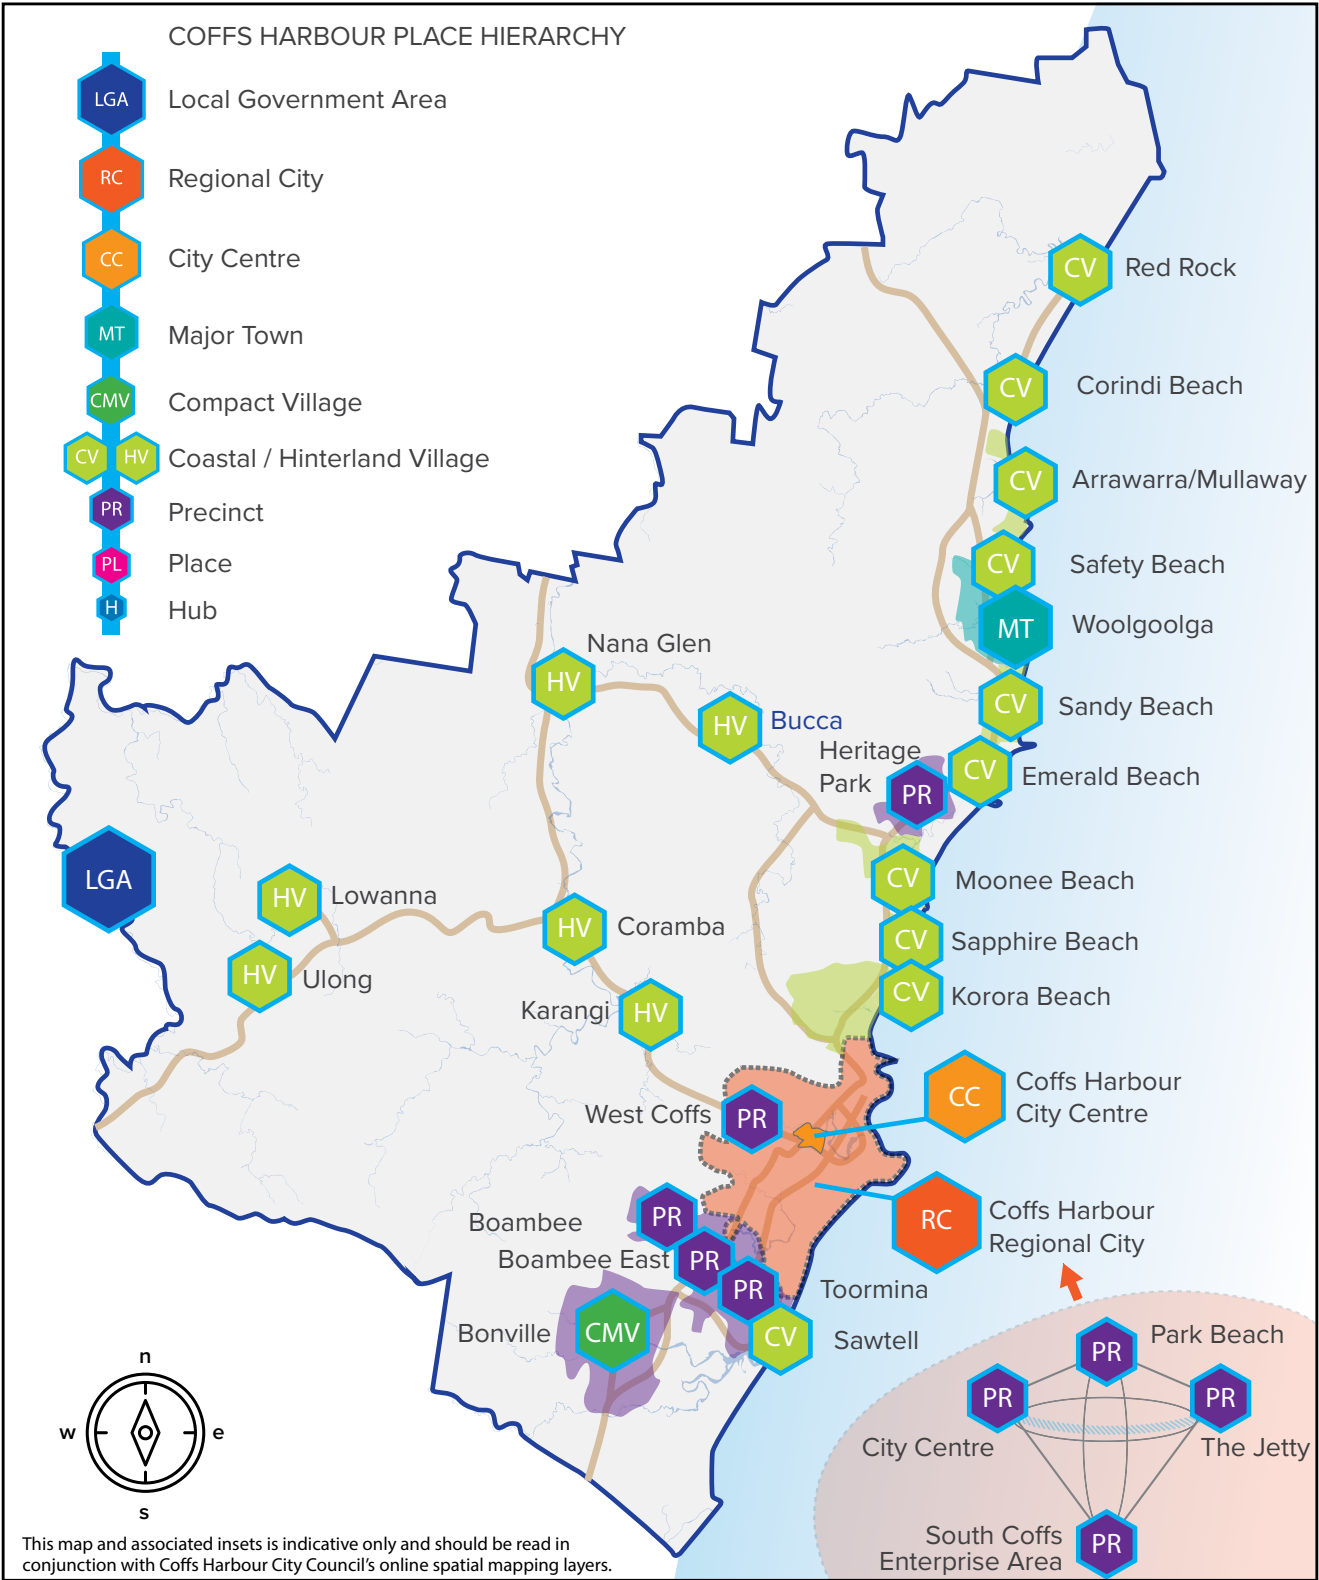 COFFS HARBOUR PLACE HIERARCHY
LGA
Local Government Area
RC
Regional City
CC
City Centre
MT
Major Town
CMV
Compact Village
CV
HV
Coastal / Hinterland Village
PR
Precinct
PL
Place
H
Hub
CV
Red Rock
CV
Corindi Beach
CV
Arrawarra/Mullaway
CV
Safety Beach
MT
Woolgoolga
CV
Sandy Beach
CV
Emerald Beach
Nana Glen
HV
HV
Bucca
Heritage
Park
PR
LGA
HV
Lowanna
HV
Ulong
HV
Coramba
Karangi
HV
CV
Moonee Beach
CV
Sapphire Beach
CV
Korora Beach
CC
Coffs Harbour
City Centre
West Coffs
PR
RC
Coffs Harbour
Regional City
Boambee
PR
Boambee East
PR
PR
Toormina
Bonville
CMV
CV
Sawtell
PR
Park Beach
PR
City Centre
PR
The Jetty
South Coffs
Enterprise Area
PR
n
w
e
s
This map and associated insets is indicative only and should be read in
conjunction with Coffs Harbour City Council's online spatial mapping layers.